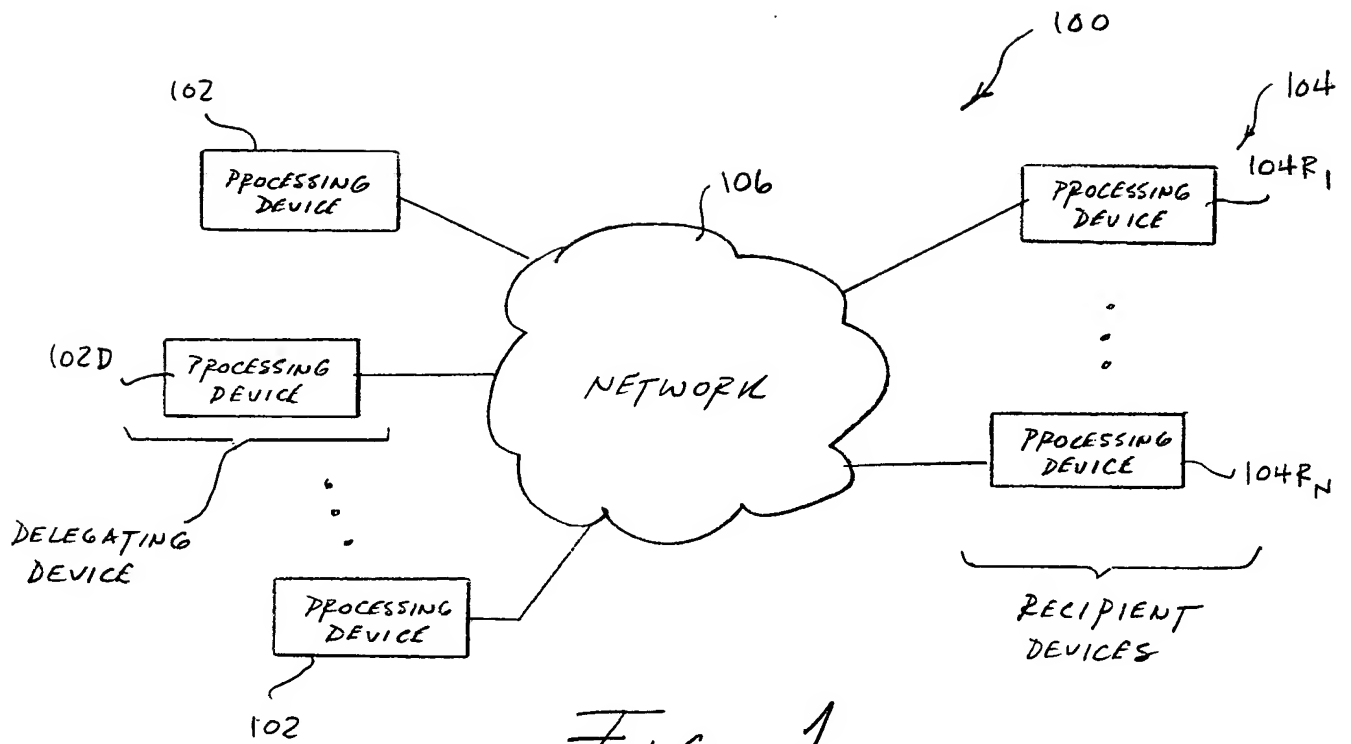 100
102
104
PROCESSING
DEVICE
106
PROCESSING
DEVICE
104R1
102D
PROCESSING
DEVICE
NETWORK
PROCESSING
DEVICE
104RN
DELEGATING
DEVICE
PROCESSING
DEVICE
RECIPIENT
DEVICES
102
FIG. 1